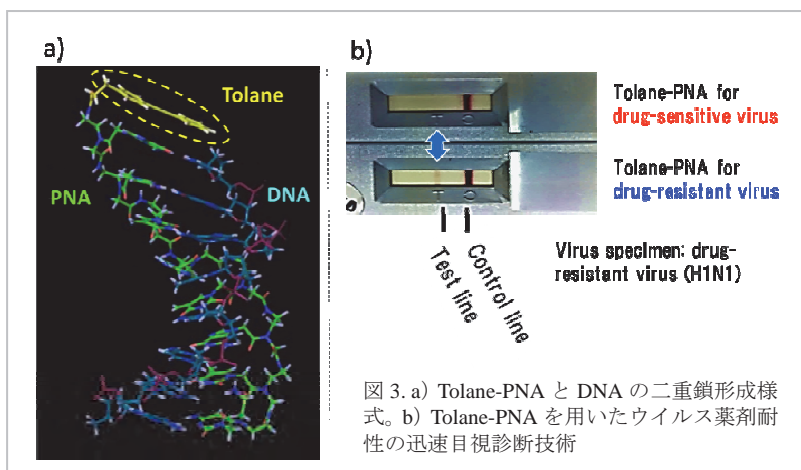 a)
Tolane
PNA
DNA
b)
T
C
Tolane-PNA for
drug-sensitive virus
Tolane-PNA for
drug-resistant virus
Test line
Control line
Virus specimen: drug-
resistant virus (H1N1)
図 3. a) Tolane-PNA と DNA の二重鎖形成様
式。b) Tolane-PNA を用いたウイルス薬剤耐
性の迅速目視診断技術